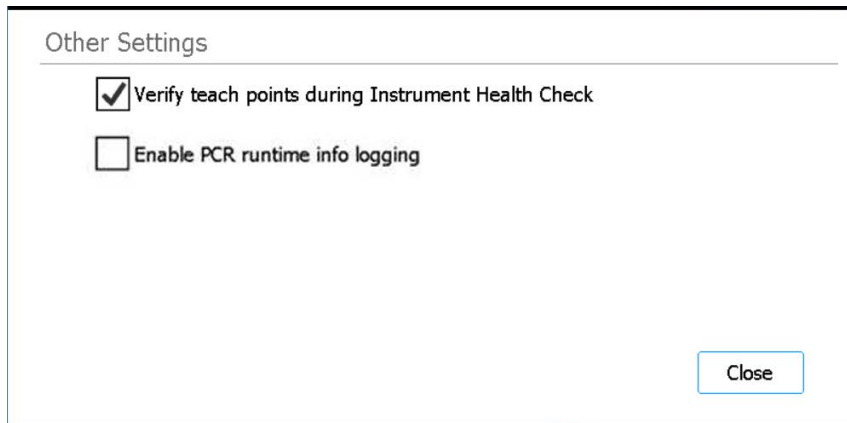 Other Settings
Verify teach points during Instrument Health Check
Enable PCR runtime info logging
Close